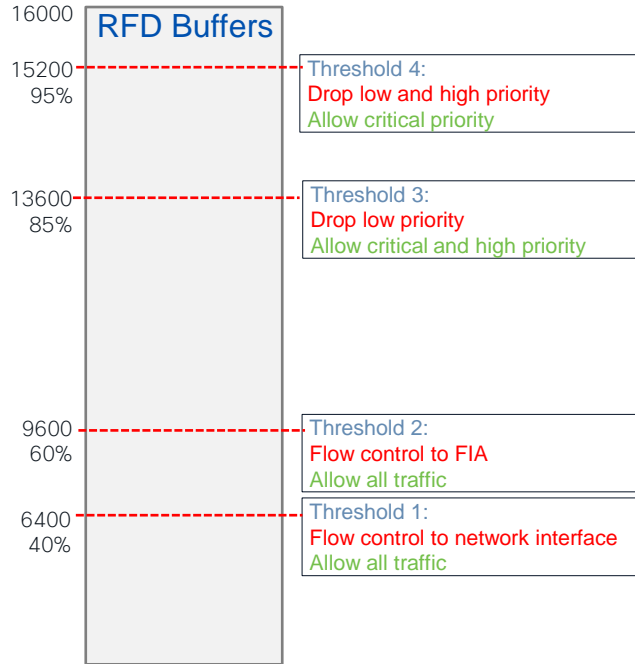 16000
RFD Buffers
15200
95%
Threshold 4:
Drop low and high priority
Allow critical priority
13600
85%
Threshold 3:
Drop low priority
Allow critical and high priority
9600
60%
Threshold 2:
Flow control to FIA
Allow all traffic
6400
40%
Threshold 1:
Flow control to network interface
Allow all traffic